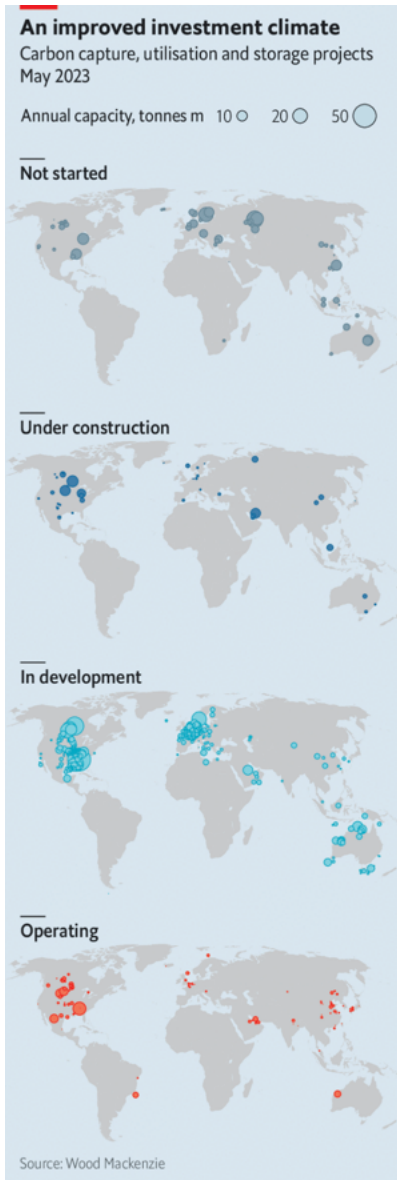 An improved investment climate
Carbon capture, utilisation and storage projects
May 2023
Annual capacity, tonnes m 10 20 50
Not started
Under construction
In development
Operating
Source: Wood Mackenzie